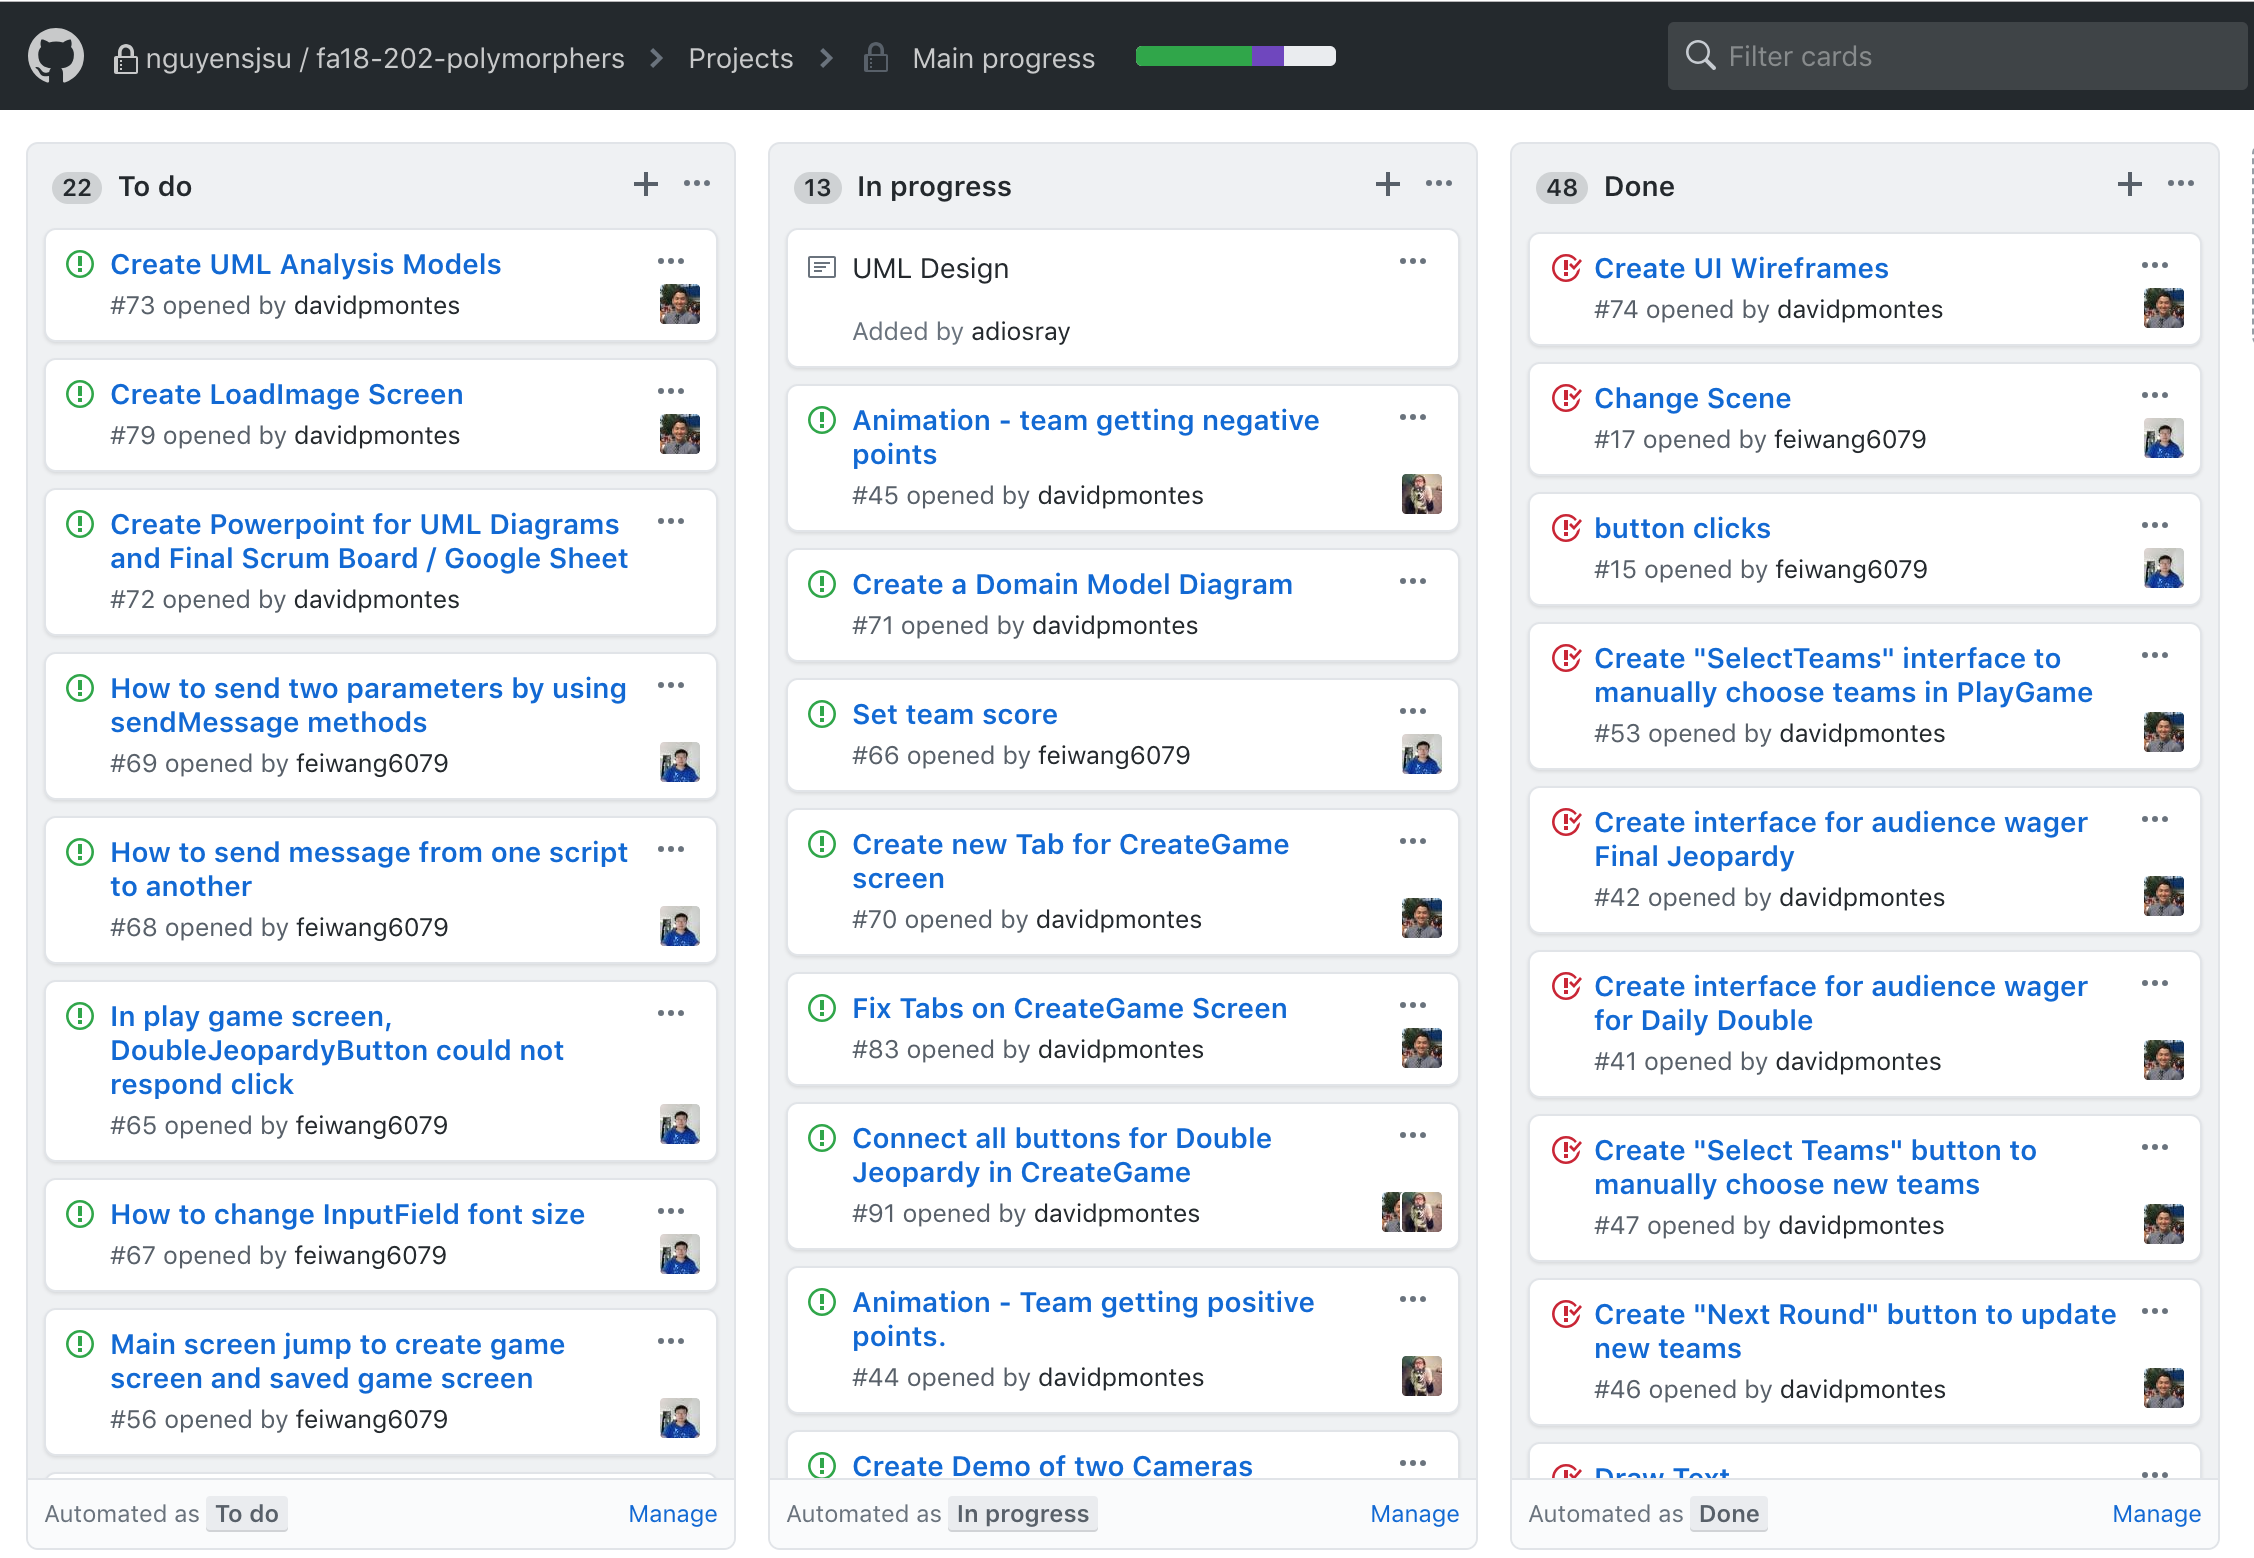 nguyensjsu / fa18-202-polymorphers > Projects > Main progress
Filter cards
22 To do
Create UML Analysis Models
#73 opened by davidpmontes
Create LoadImage Screen
#79 opened by davidpmontes
Create Powerpoint for UML Diagrams
and Final Scrum Board / Google Sheet
#72 opened by davidpmontes
How to send two parameters by using
sendMessage methods
#69 opened by feiwang6079
How to send message from one script
to another
#68 opened by feiwang6079
In play game screen,
DoubleJeopardyButton could not
respond click
#65 opened by feiwang6079
How to change InputField font size
#67 opened by feiwang6079
Main screen jump to create game
screen and saved game screen
#56 opened by feiwang6079
Automated as To do
Manage
13 In progress
UML Design
Added by adiosray
Animation - team getting negative
points
#45 opened by davidpmontes
Create a Domain Model Diagram
#71 opened by davidpmontes
Set team score
#66 opened by feiwang6079
Create new Tab for CreateGame
screen
#70 opened by davidpmontes
Fix Tabs on CreateGame Screen
#83 opened by davidpmontes
Connect all buttons for Double
Jeopardy in CreateGame
#91 opened by davidpmontes
Animation - Team getting positive
points.
#44 opened by davidpmontes
Create Demo of two Cameras
Automated as In progress
Manage
48 Done
Create UI Wireframes
#74 opened by davidpmontes
Change Scene
#17 opened by feiwang6079
button clicks
#15 opened by feiwang6079
Create "SelectTeams" interface to
manually choose teams in PlayGame
#53 opened by davidpmontes
Create interface for audience wager
Final Jeopardy
#42 opened by davidpmontes
Create interface for audience wager
for Daily Double
#41 opened by davidpmontes
Create "Select Teams" button to
manually choose new teams
#47 opened by davidpmontes
Create "Next Round" button to update
new teams
#46 opened by davidpmontes
Draw Text
Automated as Done
Manage